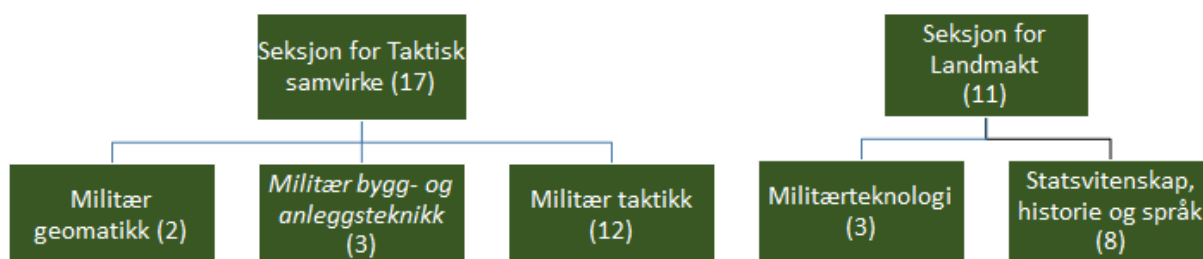 Seksjon for Taktisk
samvirke (17)
Seksjon for
Landmakt
(11)
Militær
geomatikk (2)
Militær bygg- og
anleggsteknikk
(3)
Militær taktikk
(12)
Militærteknologi
(3)
Statsvitenskap,
historie og språk
(8)